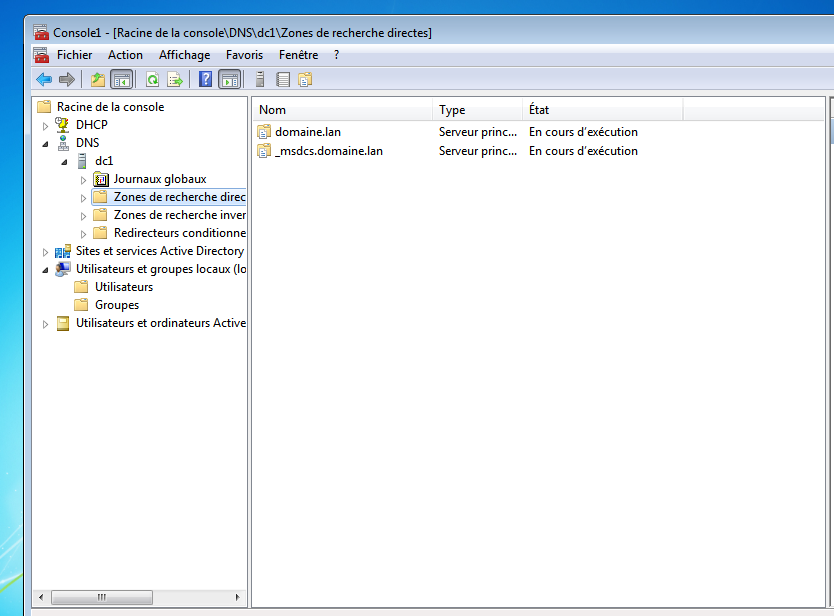 Console1 - [Racine de la console\DNS\dc1\Zones de recherche directes]
Fichier Action Affichage Favoris Fenêtre ?
Racine de la console
DHCP
DNS
dc1
Journaux globaux
Zones de recherche direc
Zones de recherche inver
Redirecteurs conditionne
Sites et services Active Directory
Utilisateurs et groupes locaux (lo
Utilisateurs
Groupes
Utilisateurs et ordinateurs Active
Nom Type État
domaine.lan Serveur princ... En cours d'exécution
_msdcs.domaine.lan Serveur princ... En cours d'exécution